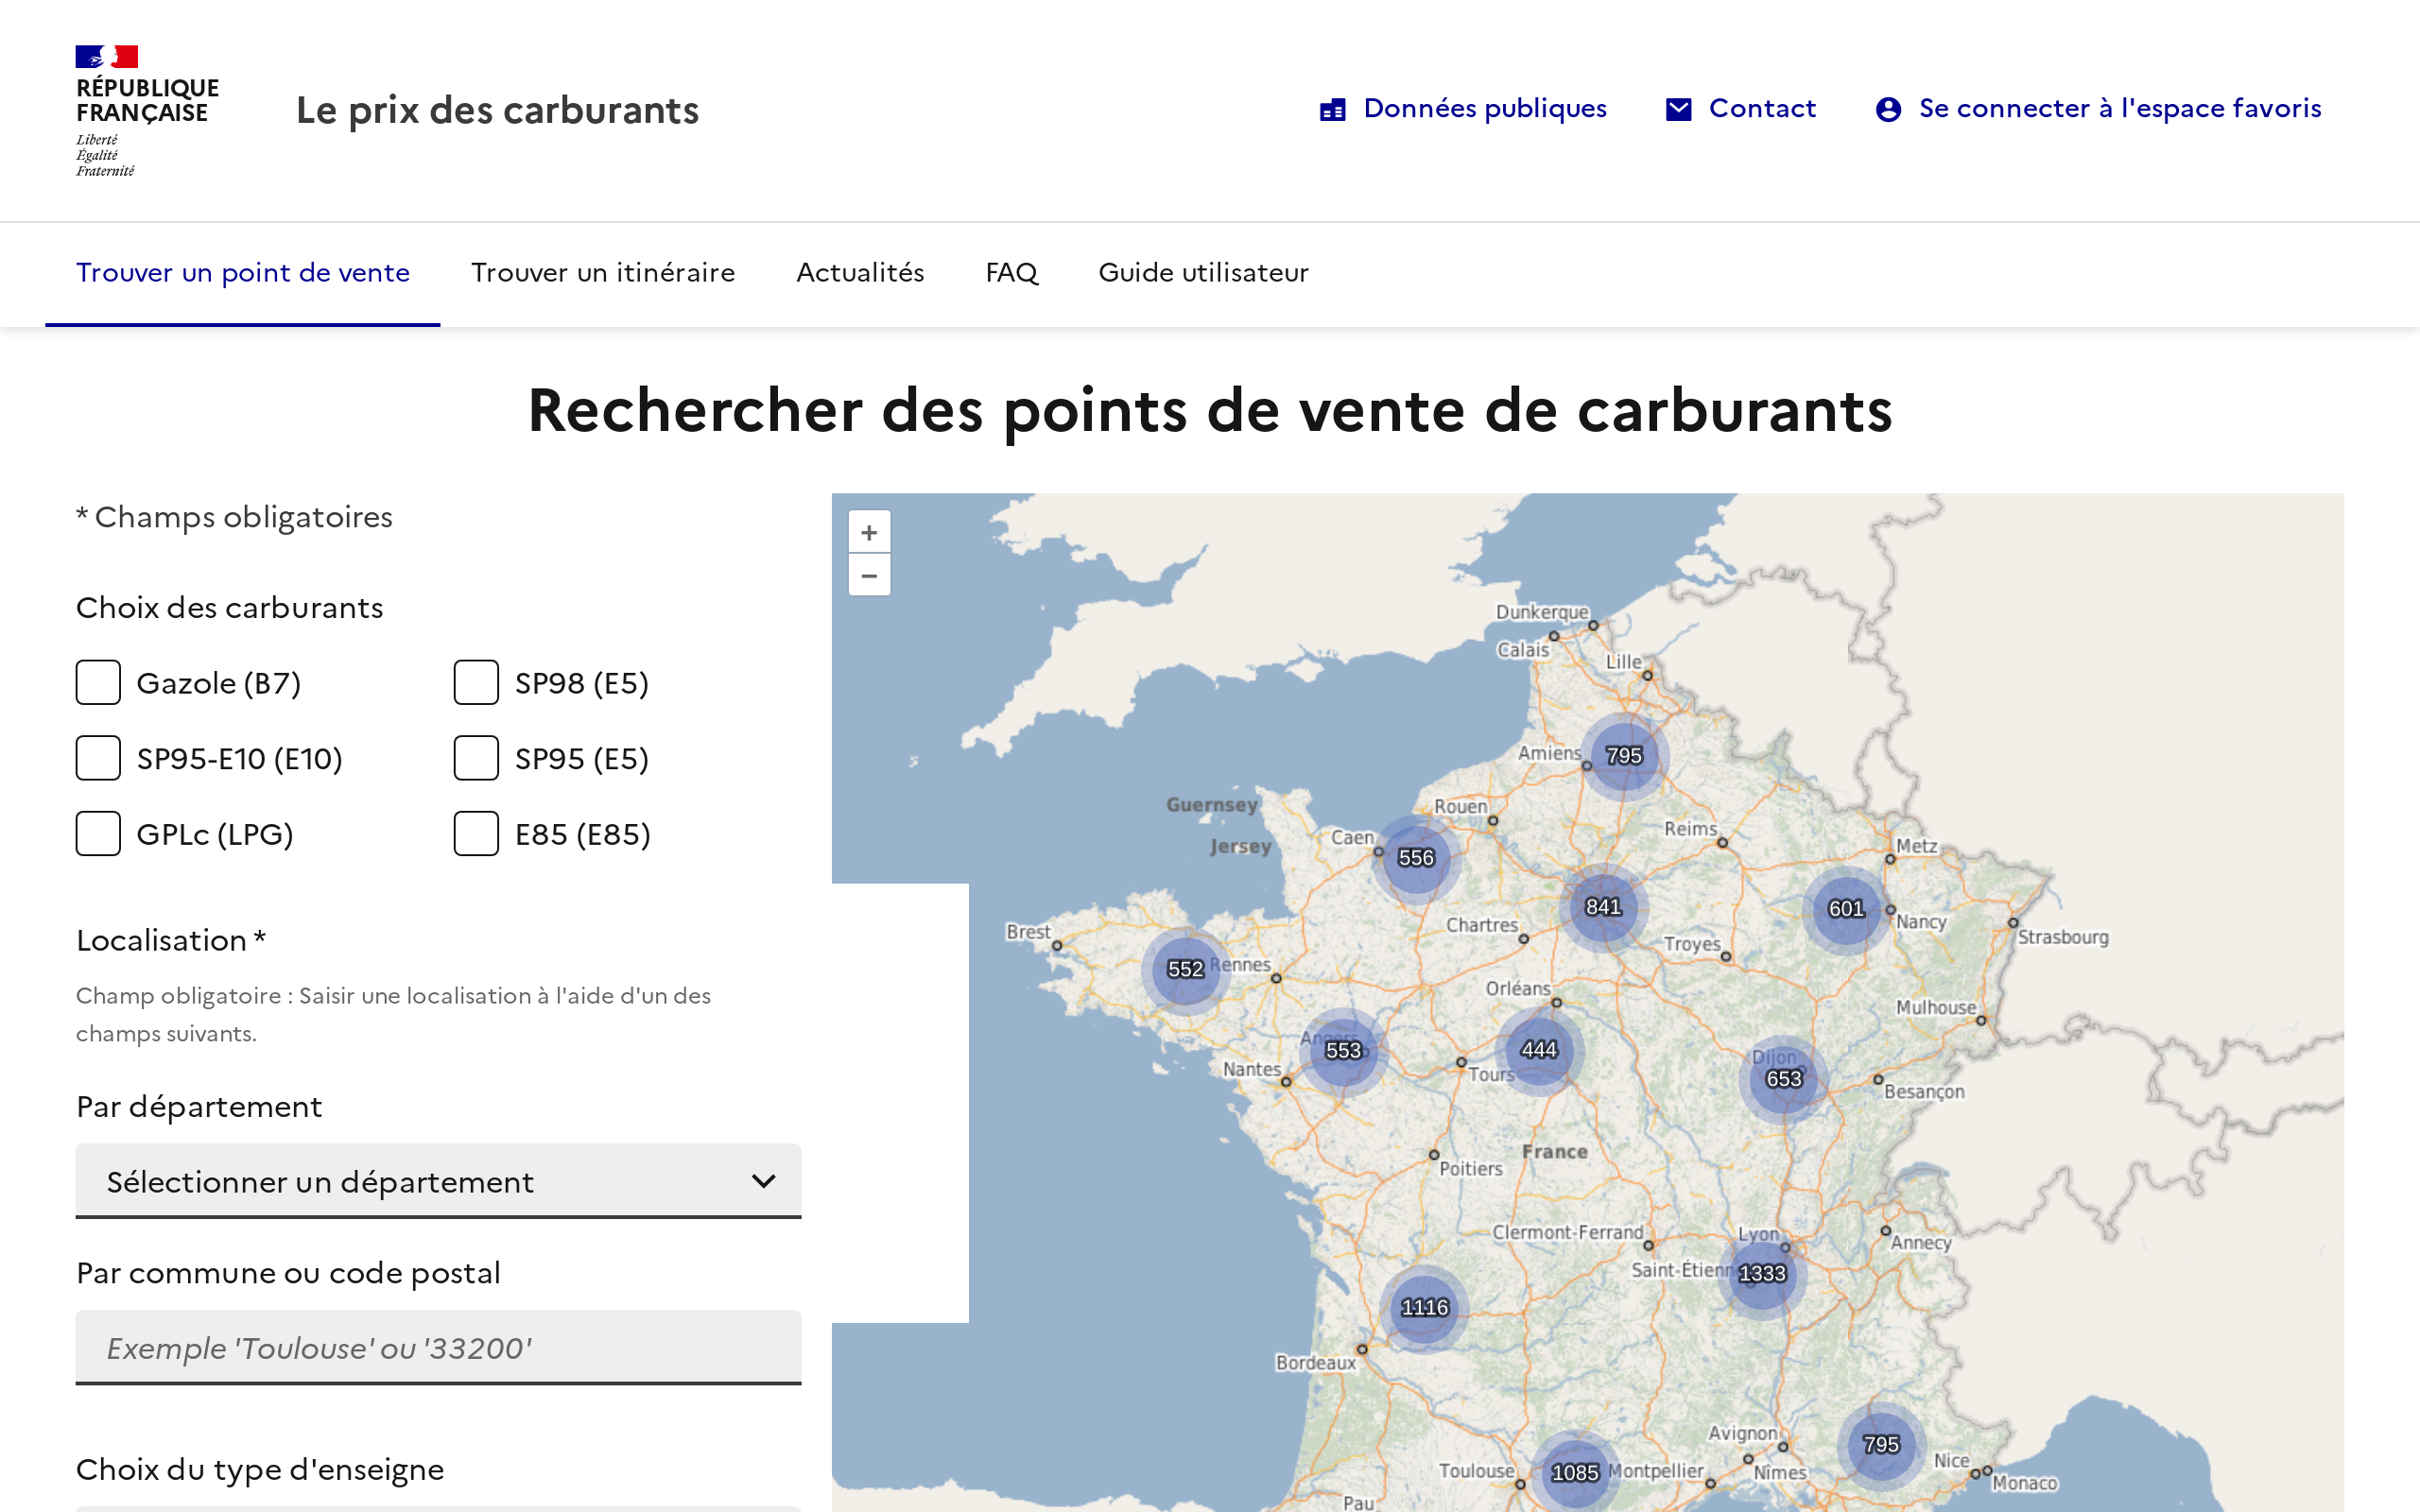 RÉPUBLIQUE
FRANÇAISE
Liberté
Égalité
Fraternité
Le prix des carburants
Données publiques
Contact
Se connecter à l'espace favoris
Trouver un point de vente
Trouver un itinéraire
Actualités
FAQ
Guide utilisateur
Rechercher des points de vente de carburants
* Champs obligatoires
Choix des carburants
Gazole (B7)
SP98 (E5)
SP95-E10 (E10)
SP95 (E5)
GPLc (LPG)
E85 (E85)
Localisation *
Champ obligatoire : Saisir une localisation à l'aide d'un des
champs suivants.
Par département
Sélectionner un département
Par commune ou code postal
Exemple 'Toulouse' ou '33200'
Choix du type d'enseigne
+
−
Dunkerque
Calais
Lille
Amiens
795
Guernsey
Rouen
Jersey
Caen
556
Reims
Metz
841
601
Brest
Chartres
Nancy
Strasbourg
Troyes
552
Rennes
Orléans
Mulhouse
Angers
553
444
Dijon
653
Nantes
Tours
Besançon
France
Poitiers
Clermont-Ferrand
Lyon
Annecy
Saint-Étienne
1333
1116
Bordeaux
Avignon
795
Toulouse
1085
Montpellier
Nîmes
Nice
Monaco
Pau